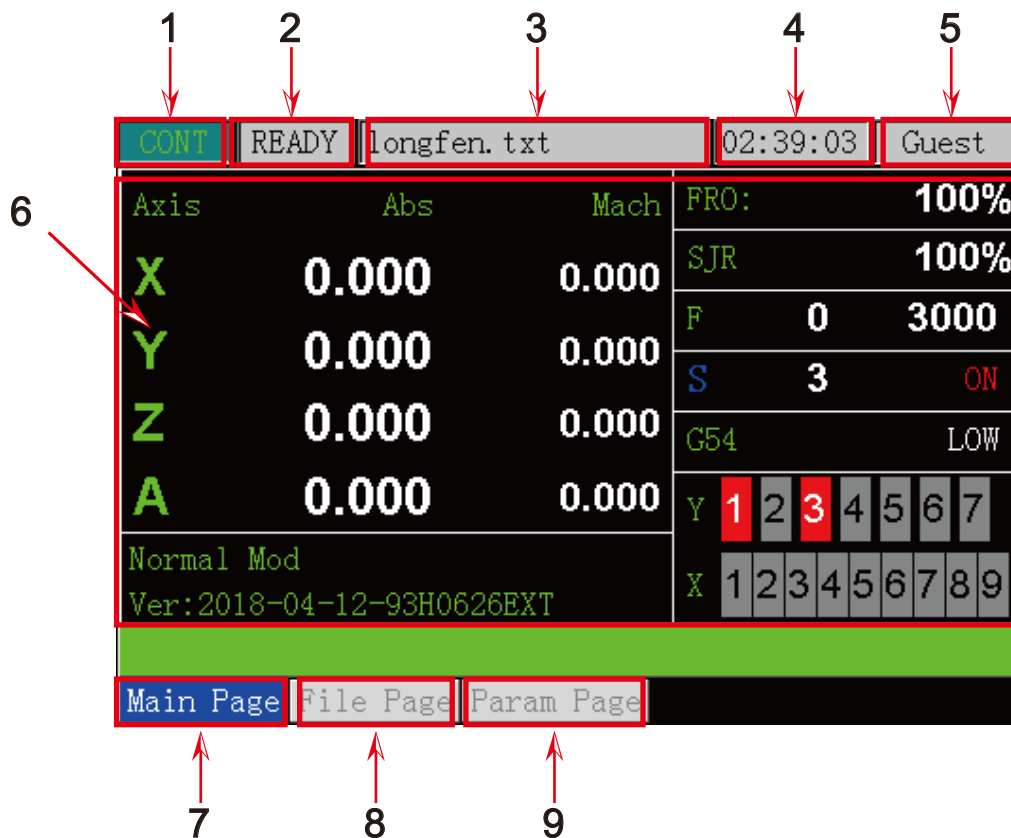 1 2 3 4 5
CONT READY longfen.txt 02:39:03 Guest
6
Axis Abs Mach
X 0.000 0.000
Y 0.000 0.000
Z 0.000 0.000
A 0.000 0.000
Normal Mod
Ver:2018-04-12-93H0626EXT
FRO: 100%
SJR 100%
F 0 3000
S 3 ON
G54 LOW
Y 1 2 3 4 5 6 7
X 1 2 3 4 5 6 7 8 9
Main Page File Page Param Page
7 8 9